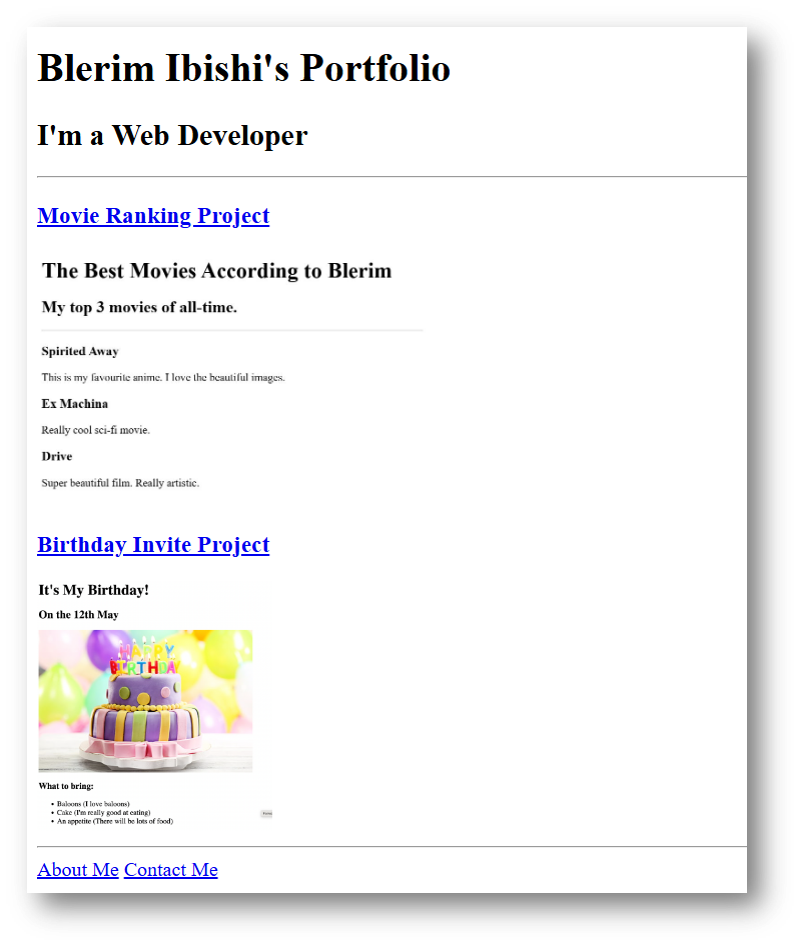 Blerim Ibishi's Portfolio
I'm a Web Developer
Movie Ranking Project
The Best Movies According to Blerim
My top 3 movies of all-time.
Spirited Away
This is my favourite anime. I love the beautiful images.
Ex Machina
Really cool sci-fi movie.
Drive
Super beautiful film. Really artistic.
Birthday Invite Project
It's My Birthday!
On the 12th May
HAPPY
BIRTHDAY
What to bring:
• Baloons (I love baloons)
• Cake (I'm really good at eating)
• An appetite (There will be lots of food)
About Me Contact Me